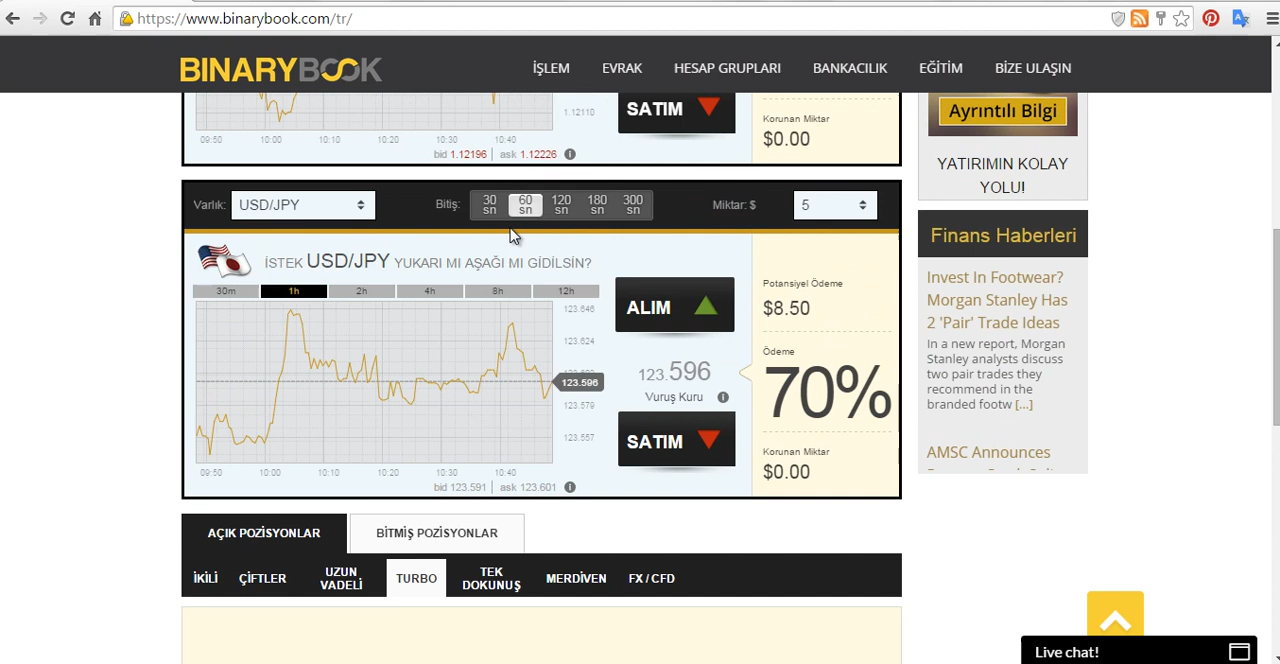 https://www.binarybook.com/tr/
BINARYBOOK
İŞLEM
EVRAK
HESAP GRUPLARI
BANKACILIK
EĞİTİM
BİZE ULAŞIN
SATIM
1.12110
09:50 10:00 10:10 10:20 10:30 10:40
bid 1.12196 | ask 1.12226
Korunan Miktar
$0.00
Ayrıntılı Bilgi
YATIRIMIN KOLAY
YOLU!
Varlık: USD/JPY
Bitiş:
30 sn
60 sn
120 sn
180 sn
300 sn
Miktar: $ 5
İSTEK USD/JPY YUKARI MI AŞAĞI MI GİDİLSİN?
30m 1h 2h 4h 8h 12h
123.646
123.624
123.596
123.579
123.557
09:50 10:00 10:10 10:20 10:30 10:40
bid 123.591 | ask 123.601
ALIM
123.596
Vuruş Kuru
SATIM
Potansiyel Ödeme
$8.50
Ödeme
70%
Korunan Miktar
$0.00
Finans Haberleri
Invest In Footwear?
Morgan Stanley Has
2 'Pair' Trade Ideas
In a new report, Morgan
Stanley analysts discuss
two pair trades they
recommend in the
branded footw [...]
AMSC Announces
AÇIK POZİSYONLAR
BİTMİŞ POZİSYONLAR
İKİLİ
ÇİFTLER
UZUN
VADELİ
TURBO
TEK
DOKUNUŞ
MERDİVEN
FX / CFD
Live chat!